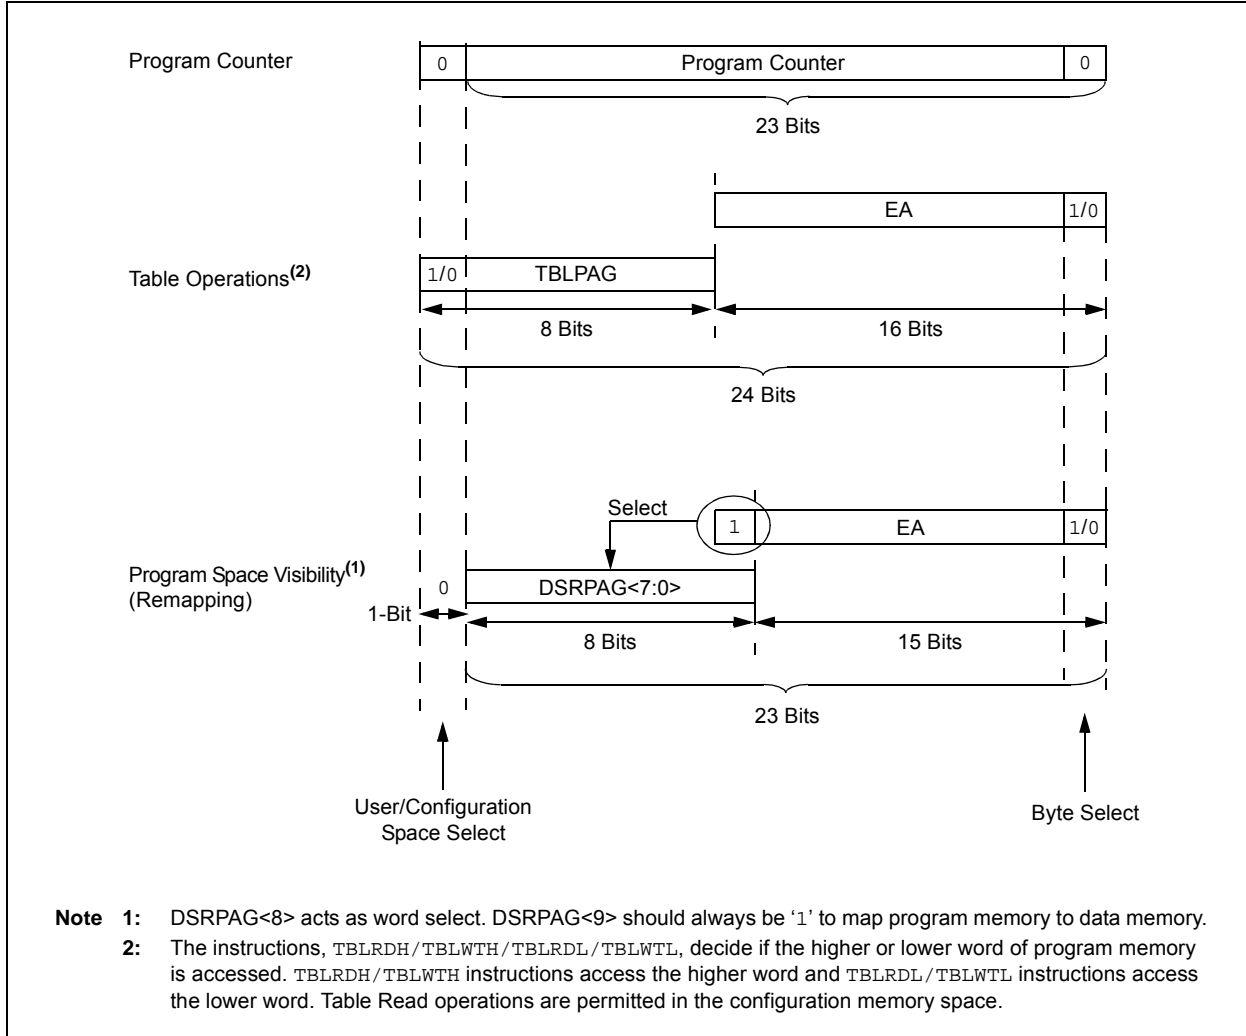 Program Counter
0
Program Counter
0
23 Bits
EA
1/0
Table Operations(2)
1/0
TBLPAG
8 Bits
16 Bits
24 Bits
Select
1
EA
1/0
Program Space Visibility(1)
(Remapping)
0
DSRPAG<7:0>
1-Bit
8 Bits
15 Bits
23 Bits
User/Configuration
Space Select
Byte Select
Note 1: DSRPAG<8> acts as word select. DSRPAG<9> should always be ‘1’ to map program memory to data memory.
2: The instructions, TBLRDH/TBLWTH/TBLRDL/TBLWTL, decide if the higher or lower word of program memory
is accessed. TBLRDH/TBLWTH instructions access the higher word and TBLRDL/TBLWTL instructions access
the lower word. Table Read operations are permitted in the configuration memory space.